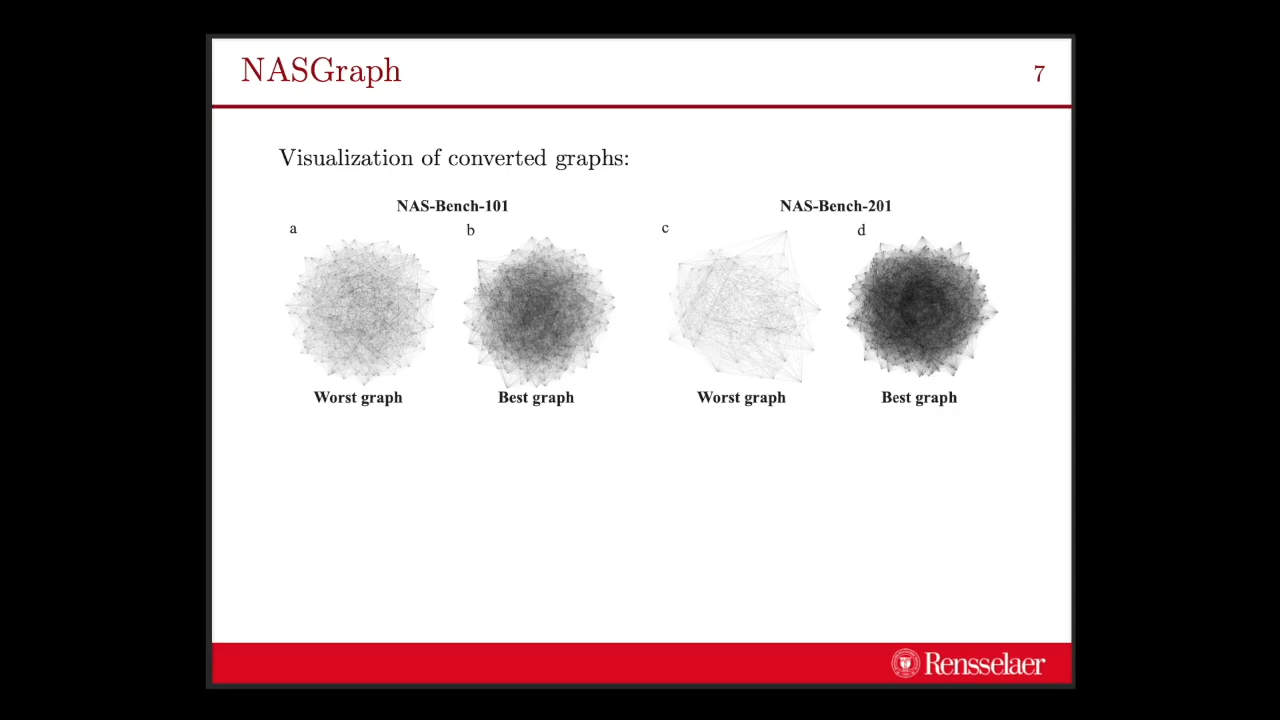 NASGraph
7
Visualization of converted graphs:
NAS-Bench-101
NAS-Bench-201
a
b
c
d
Worst graph
Best graph
Worst graph
Best graph
Rensselaer